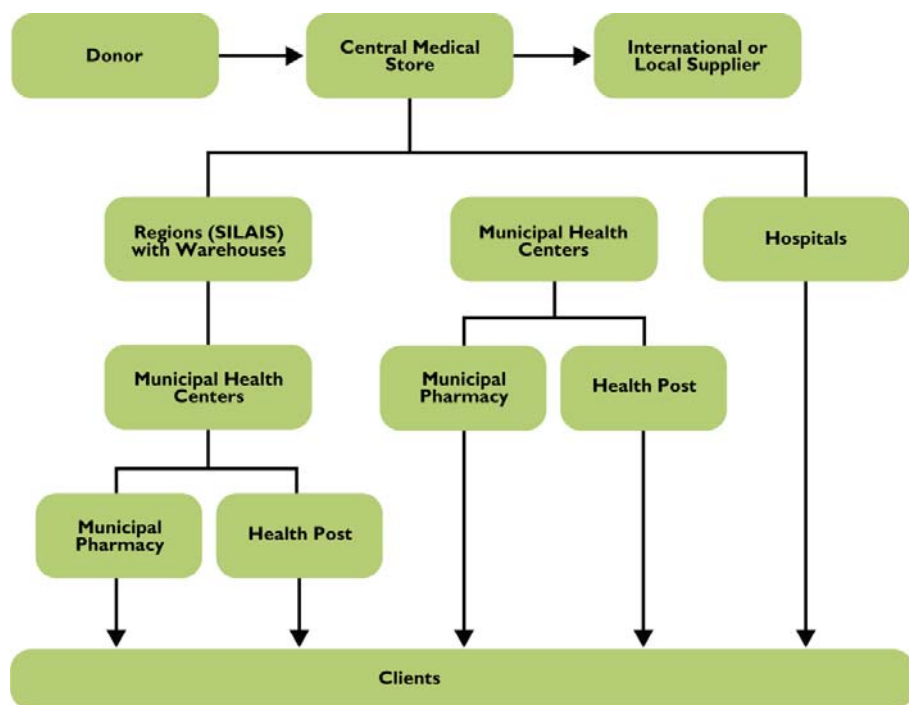 Donor
Central Medical
Store
International or
Local Supplier
Regions (SILAIS)
with Warehouses
Municipal Health
Centers
Hospitals
Municipal Health
Centers
Municipal
Pharmacy
Health Post
Municipal
Pharmacy
Health Post
Clients